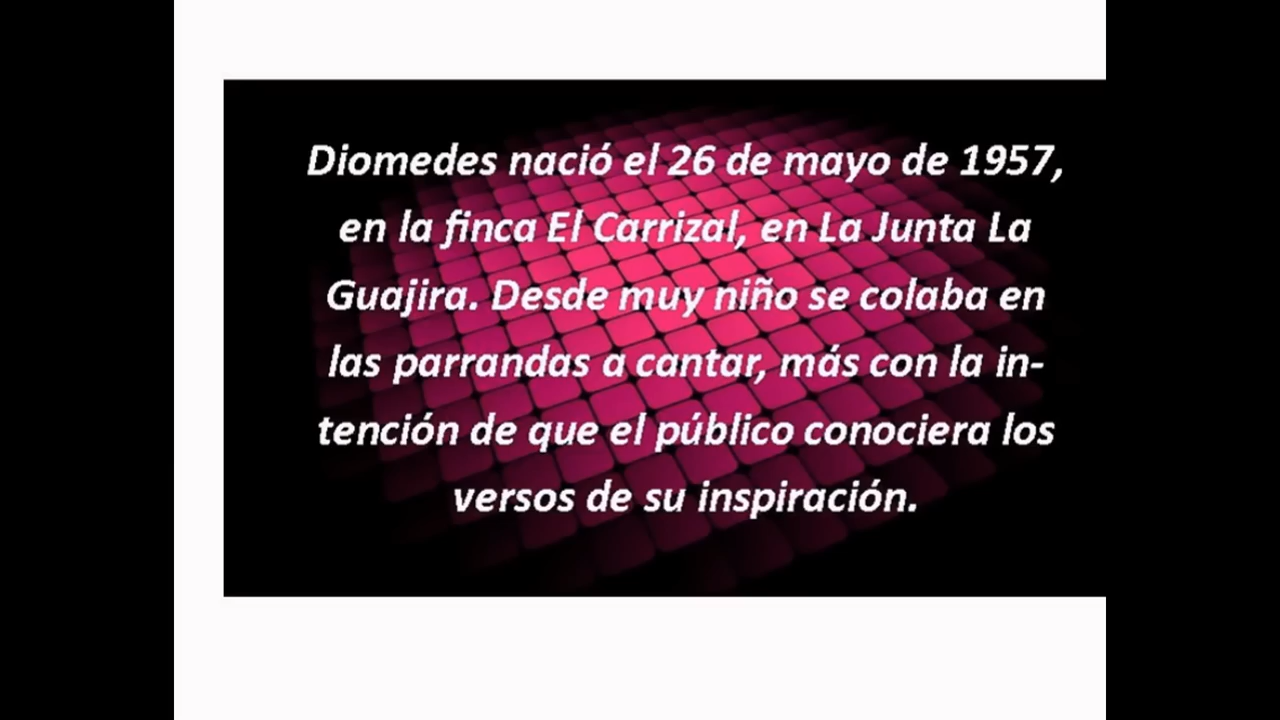 Diomedes nació el 26 de mayo de 1957,
en la finca El Carrizal, en La Junta La
Guajira. Desde muy niño se colaba en
las parrandas a cantar, más con la in-
tención de que el público conociera los
versos de su inspiración.